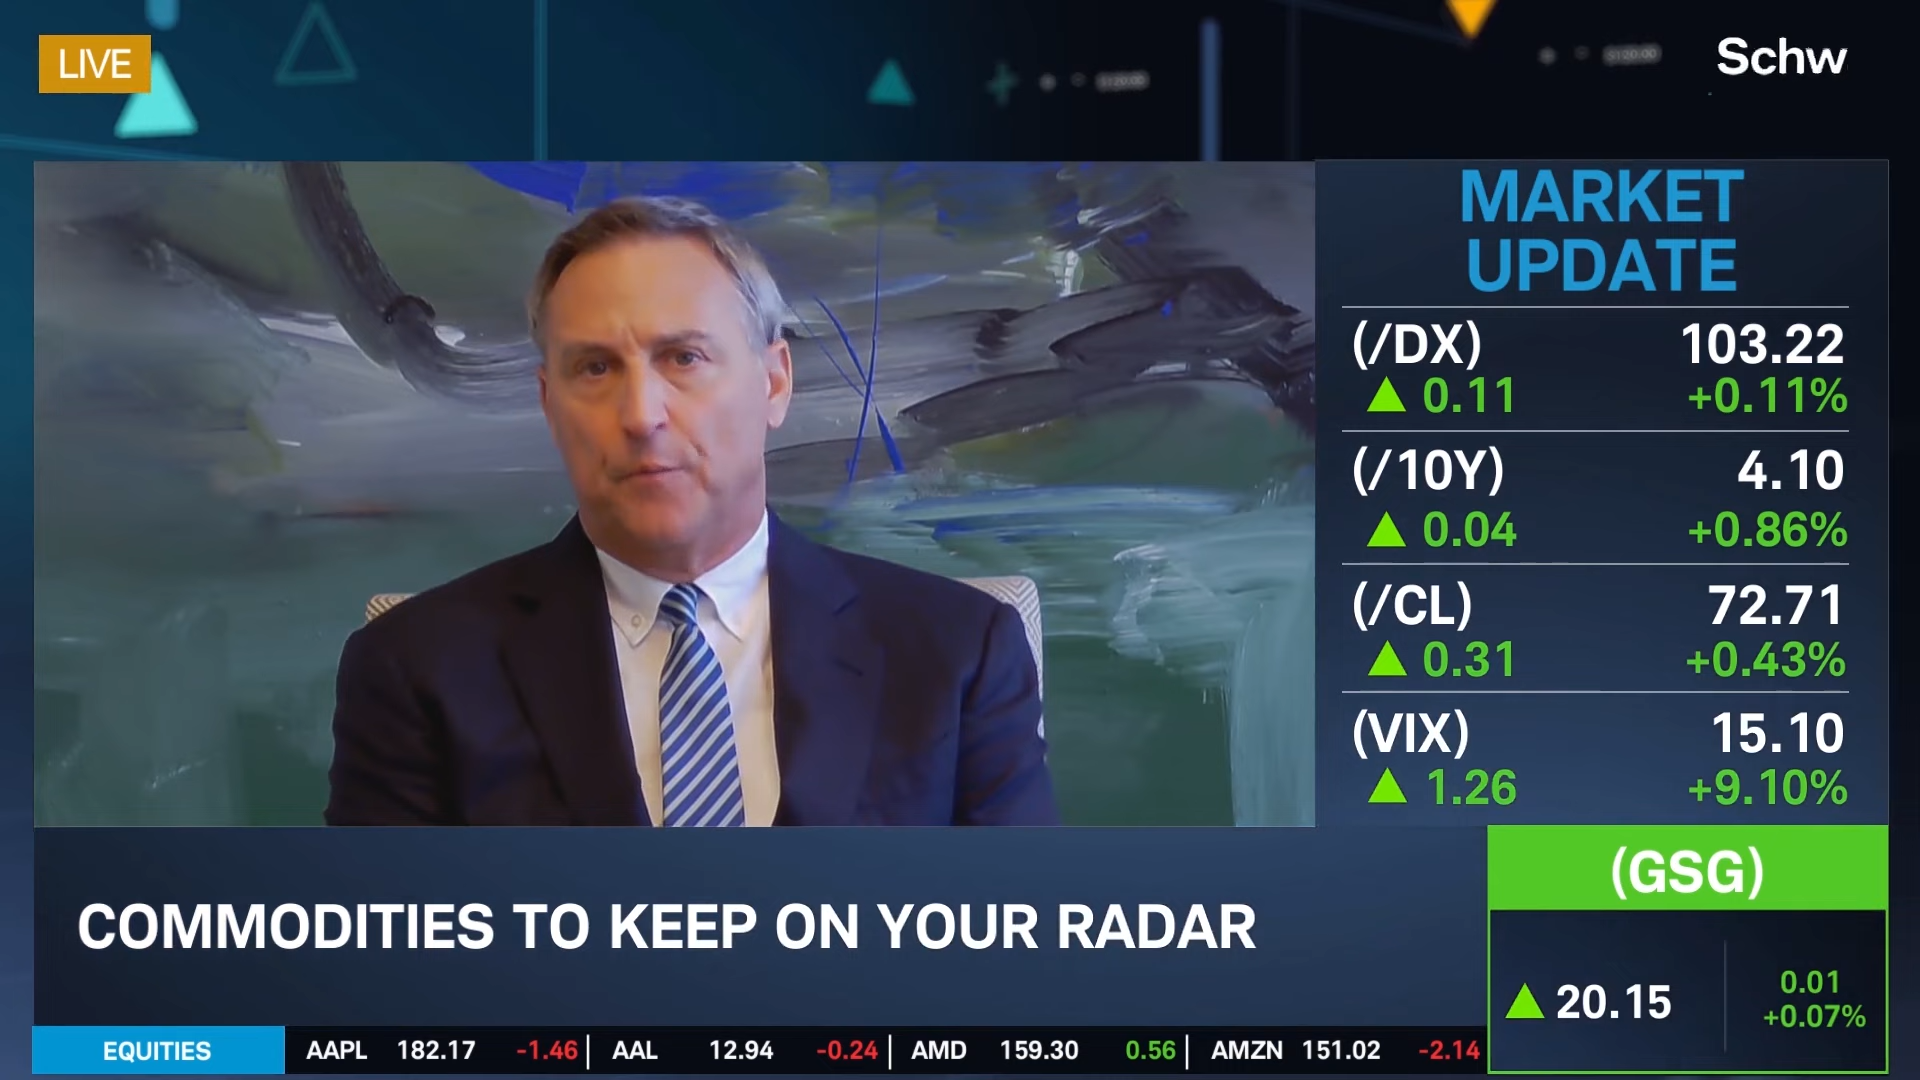 LIVE
Schw
MARKET
UPDATE
(/DX) 103.22
▲ 0.11 +0.11%
(/10Y) 4.10
▲ 0.04 +0.86%
(/CL) 72.71
▲ 0.31 +0.43%
(VIX) 15.10
▲ 1.26 +9.10%
(GSG)
▲ 20.15
0.01
+0.07%
COMMODITIES TO KEEP ON YOUR RADAR
EQUITIES AAPL 182.17 -1.46 | AAL 12.94 -0.24 | AMD 159.30 0.56 | AMZN 151.02 -2.14